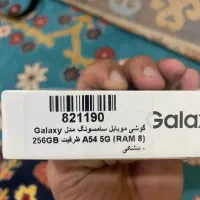 821190
گوشی موبایل سامسونگ مدل Galaxy
A54 5G (RAM 8) ظرفیت 256GB
- مشکی
Galax